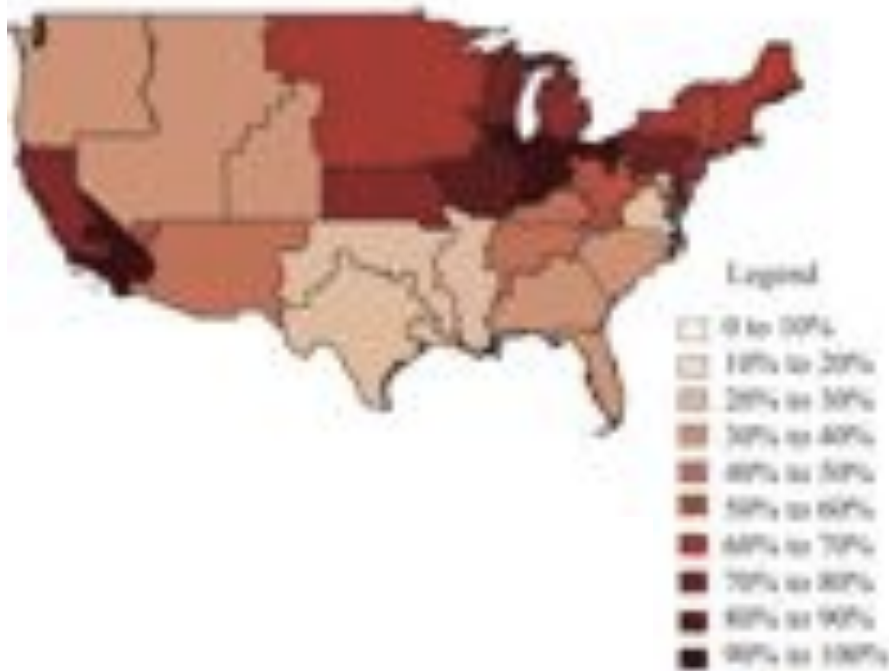 Legend
0 to 10%
10% to 20%
20% to 30%
30% to 40%
40% to 50%
50% to 60%
60% to 70%
70% to 80%
80% to 90%
90% to 100%